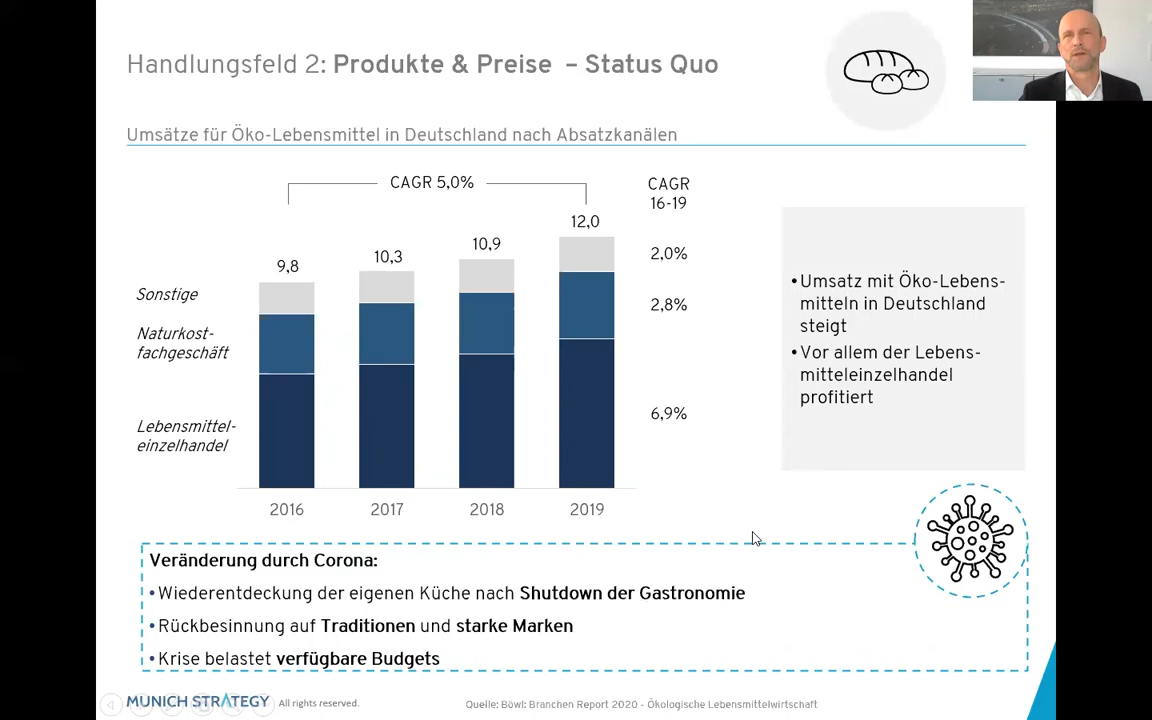 Handlungsfeld 2: Produkte & Preise – Status Quo
Umsätze für Öko-Lebensmittel in Deutschland nach Absatzkanälen
CAGR 5,0%
CAGR
16-19
9,8
10,3
10,9
12,0
Sonstige
2,0%
Naturkost-
fachgeschäft
2,8%
Lebensmittel-
einzelhandel
6,9%
2016
2017
2018
2019
•Umsatz mit Öko-Lebens-
mitteln in Deutschland
steigt
•Vor allem der Lebens-
mitteleinzelhandel
profitiert
Veränderung durch Corona:
•Wiederentdeckung der eigenen Küche nach Shutdown der Gastronomie
•Rückbesinnung auf Traditionen und starke Marken
•Krise belastet verfügbare Budgets
MUNICH STRATEGY All rights reserved.
Quelle: Böwl: Branchen Report 2020 - Ökologische Lebensmittelwirtschaft